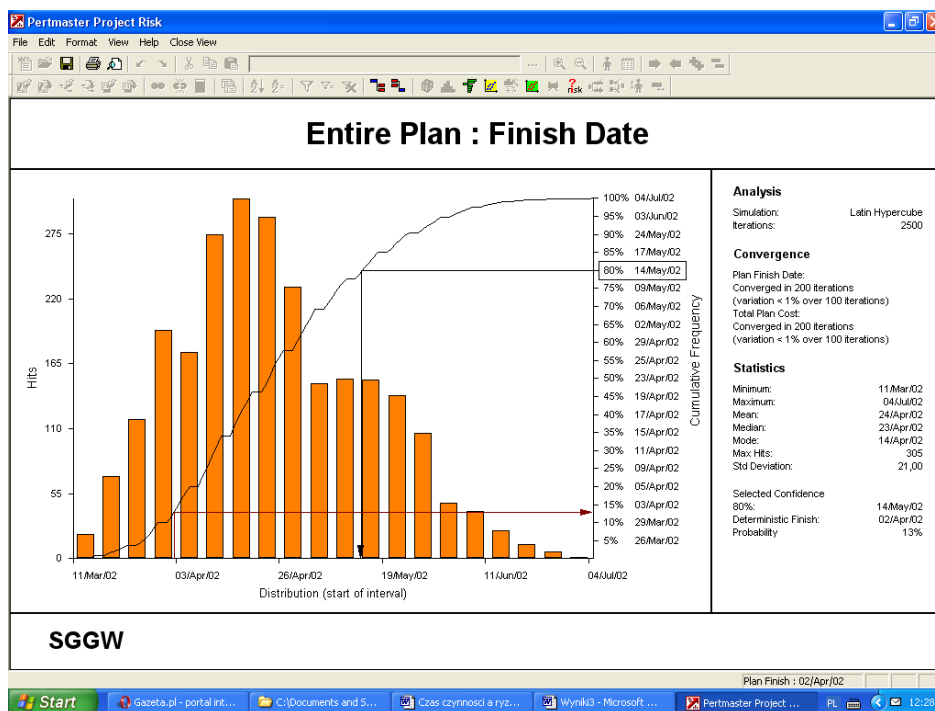 Pertmaster Project Risk
File Edit Format View Help Close View
risk
Entire Plan : Finish Date
Hits
275
220
165
110
55
0
11/Mar/02 03/Apr/02 26/Apr/02 19/May/02 11/Jun/02 04/Jul/02
Distribution (start of interval)
100% 04/Jul/02
95% 03/Jun/02
90% 24/May/02
85% 17/May/02
80% 14/May/02
75% 09/May/02
70% 06/May/02
65% 02/May/02
60% 29/Apr/02
55% 25/Apr/02
50% 23/Apr/02
45% 19/Apr/02
40% 17/Apr/02
35% 15/Apr/02
30% 11/Apr/02
25% 09/Apr/02
20% 05/Apr/02
15% 03/Apr/02
10% 29/Mar/02
5% 26/Mar/02
Cumulative Frequency
Analysis
Simulation: Latin Hypercube
Iterations: 2500
Convergence
Plan Finish Date:
Converged in 200 iterations
(variation < 1% over 100 iterations)
Total Plan Cost:
Converged in 200 iterations
(variation < 1% over 100 iterations)
Statistics
Minimum: 11/Mar/02
Maximum: 04/Jul/02
Mean: 24/Apr/02
Median: 23/Apr/02
Mode: 14/Apr/02
Max Hits: 305
Std Deviation: 21,00
Selected Confidence
80%: 14/May/02
Deterministic Finish: 02/Apr/02
Probability 13%
SGGW
Plan Finish : 02/Apr/02
Start Gazeta.pl - portal int... C:\Documents and S... Czas czynnosci a ryz... Wyniki3 - Microsoft ... Pertmaster Project ... PL 12:28